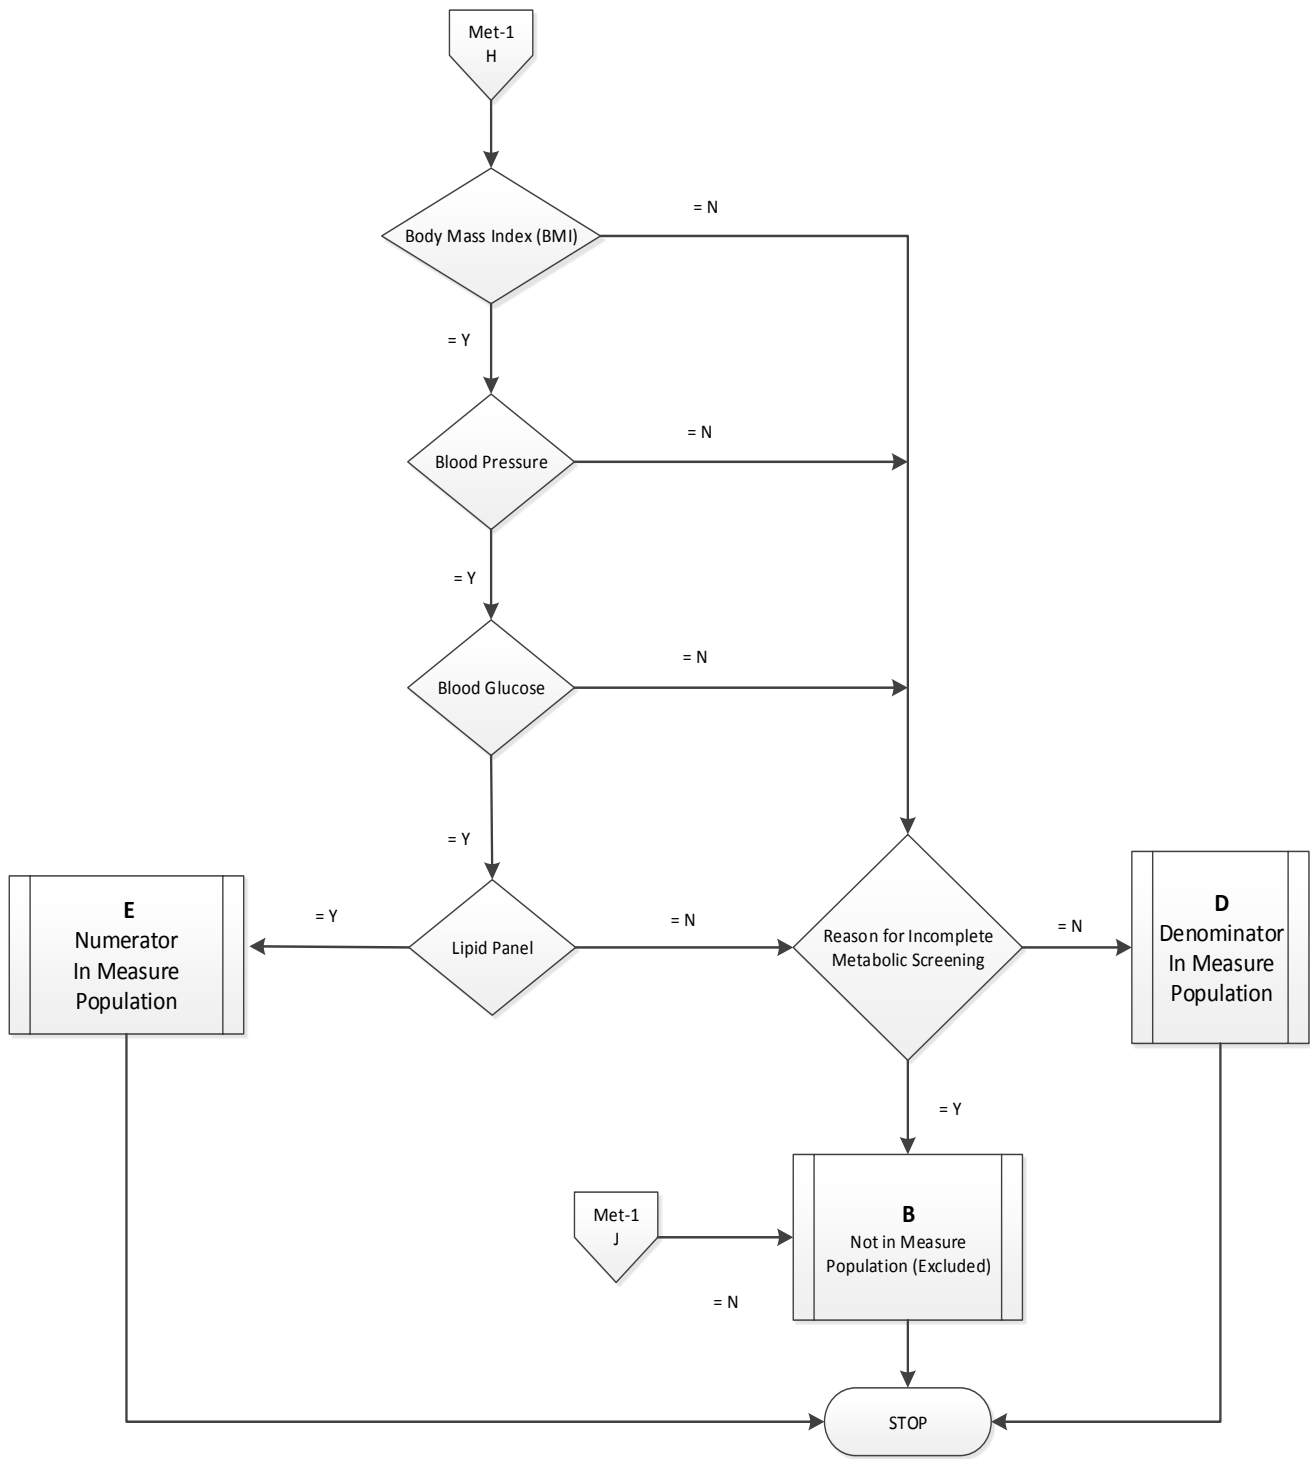 Met-1
H
Body Mass Index (BMI)
= N
= Y
Blood Pressure
= N
= Y
Blood Glucose
= N
= Y
E
Numerator
In Measure
Population
= Y
Lipid Panel
= N
Reason for Incomplete
Metabolic Screening
= N
D
Denominator
In Measure
Population
= Y
Met-1
J
= N
B
Not in Measure
Population (Excluded)
STOP